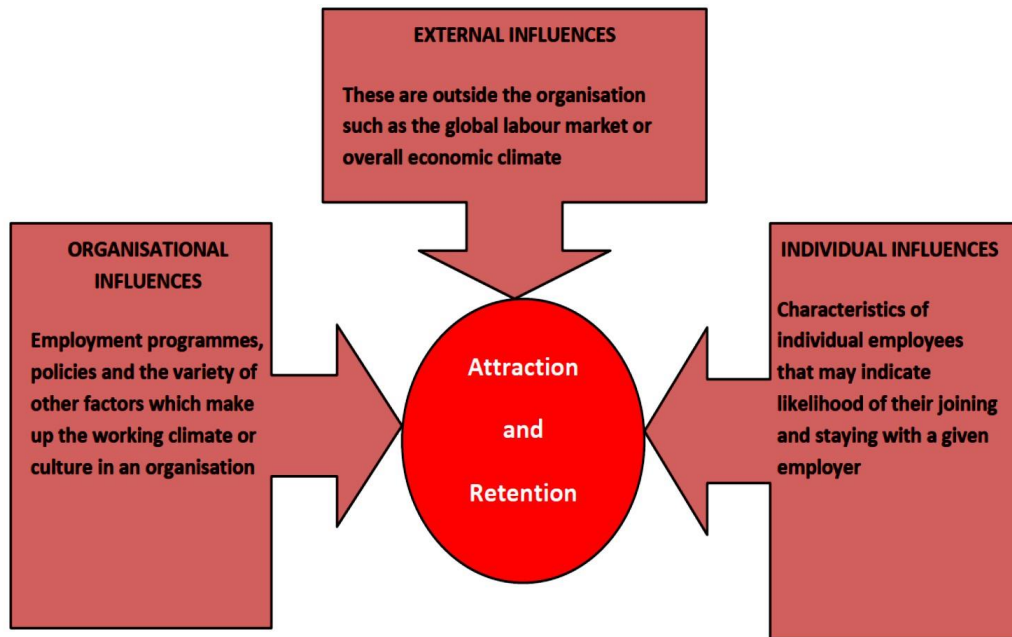 EXTERNAL INFLUENCES
These are outside the organisation
such as the global labour market or
overall economic climate
ORGANISATIONAL
INFLUENCES
Employment programmes,
policies and the variety of
other factors which make
up the working climate or
culture in an organisation
Attraction
and
Retention
INDIVIDUAL INFLUENCES
Characteristics of
individual employees
that may indicate
likelihood of their joining
and staying with a given
employer